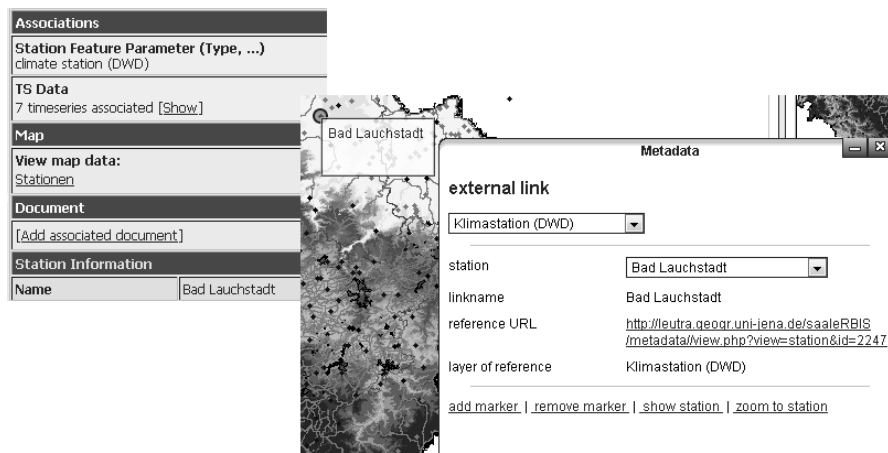 Associations
Station Feature Parameter (Type, ...)
climate station (DWD)
TS Data
7 timeseries associated [Show]
Map
View map data:
Stationen
Document
[Add associated document]
Station Information
Name Bad Lauchstadt
Bad Lauchstadt
Metadata
external link
Klimastation (DWD)
station Bad Lauchstadt
linkname Bad Lauchstadt
reference URL http://leutra.geogr.uni-jena.de/saaleRBIS
/metadata//view.php?view=station&id=2247
layer of reference Klimastation (DWD)
add marker | remove marker | show station | zoom to station